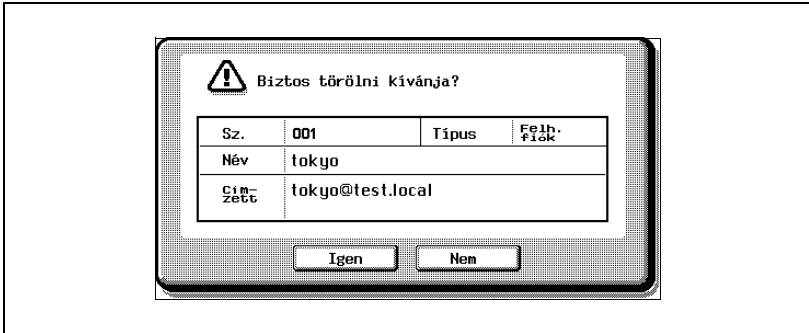 Biztos törölni kívánja?
Sz. 001 Típus Felh.
fiók
Név tokyo
Cím-
zett tokyo@test.local
Igen Nem